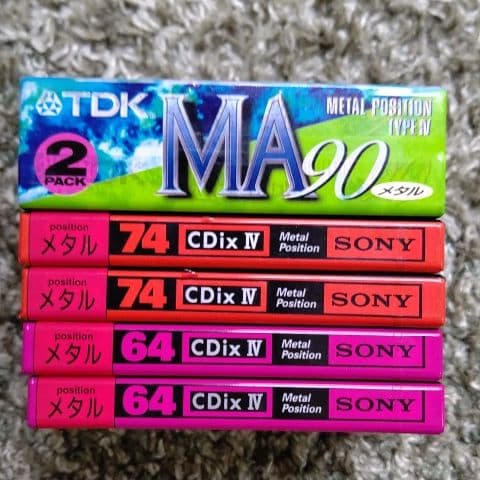 TDK
MA90
METAL POSITION
TYPE IV
メタル
2
PACK
position
メタル
74
CDix IV
Metal
Position
SONY
position
メタル
74
CDix IV
Metal
Position
SONY
position
メタル
64
CDix IV
Metal
Position
SONY
position
メタル
64
CDix IV
Metal
Position
SONY